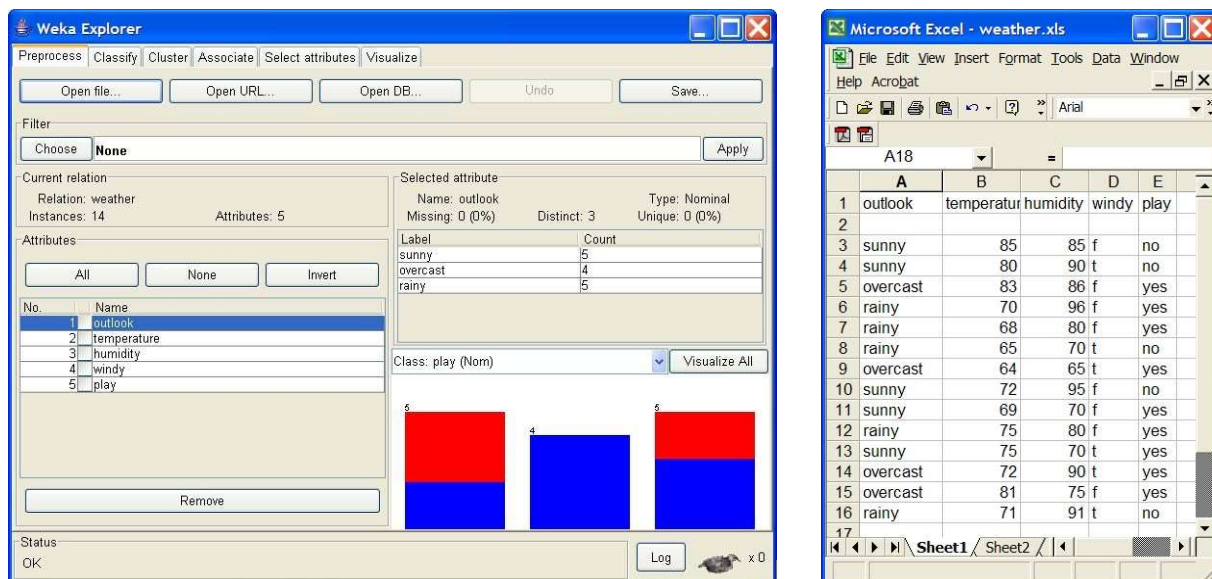 Weka Explorer
Preprocess Classify Cluster Associate Select attributes Visualize
Open file... Open URL... Open DB... Undo Save...
Filter
Choose None Apply
Current relation
Relation: weather
Instances: 14 Attributes: 5
Selected attribute
Name: outlook Type: Nominal
Missing: 0 (0%) Distinct: 3 Unique: 0 (0%)
Attributes
All None Invert
No. Name
1 outlook
2 temperature
3 humidity
4 windy
5 play
Remove
Label Count
sunny 5
overcast 4
rainy 5
Class: play (Nom) Visualize All
5 4 5
Status
OK
Log x 0
Microsoft Excel - weather.xls
File Edit View Insert Format Tools Data Window
Help Acrobat
Arial
A18 =
A B C D E
1 outlook temperatur humidity windy play
2
3 sunny 85 85 f no
4 sunny 80 90 t no
5 overcast 83 86 f yes
6 rainy 70 96 f yes
7 rainy 68 80 f yes
8 rainy 65 70 t no
9 overcast 64 65 t yes
10 sunny 72 95 f no
11 sunny 69 70 f yes
12 rainy 75 80 f yes
13 sunny 75 70 t yes
14 overcast 72 90 t yes
15 overcast 81 75 f yes
16 rainy 71 91 t no
17
Sheet1 / Sheet2 /